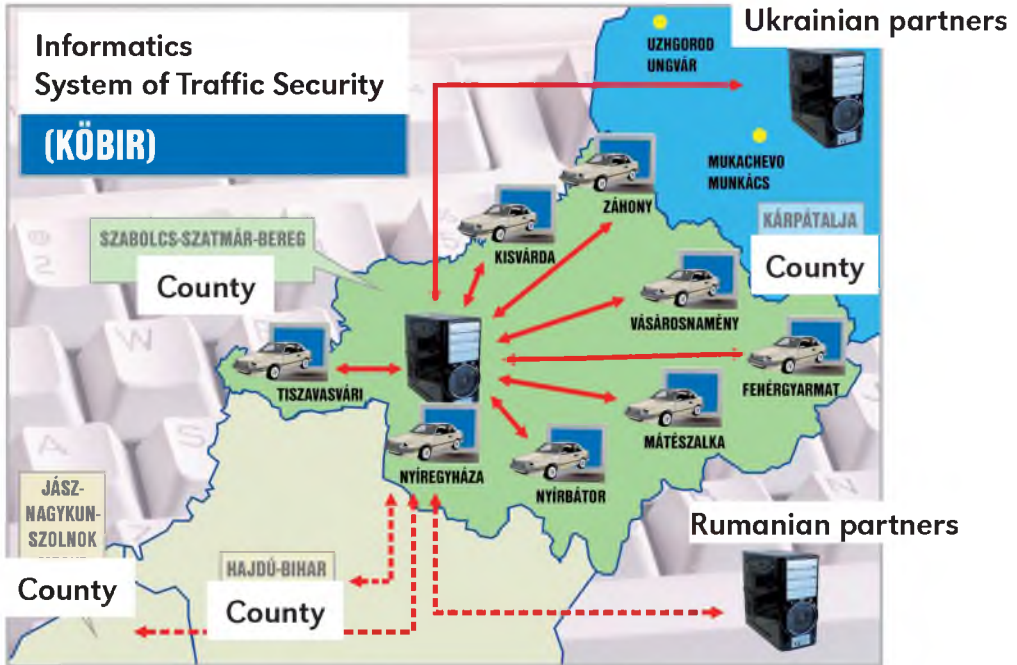 Ukrainian partners
Informatics
System of Traffic Security
(KÖBIR)
UZHGOROD
UNGVÁR
MUKACHEVO
MUNKÁCS
ZÁHONY
KISVÁRDA
SZABOLCS-SZATMÁR-BEREG
County
KÁRPÁTALJA
County
VÁSÁROSNAMÉNY
TISZAVASVÁRI
FEHÉRGYARMAT
MÁTÉSZALKA
NYÍREGYHÁZA
NYÍRBÁTOR
JÁSZ-
NAGYKUN-
SZOLNOK
County
HAJDÚ-BIHAR
County
Rumanian partners